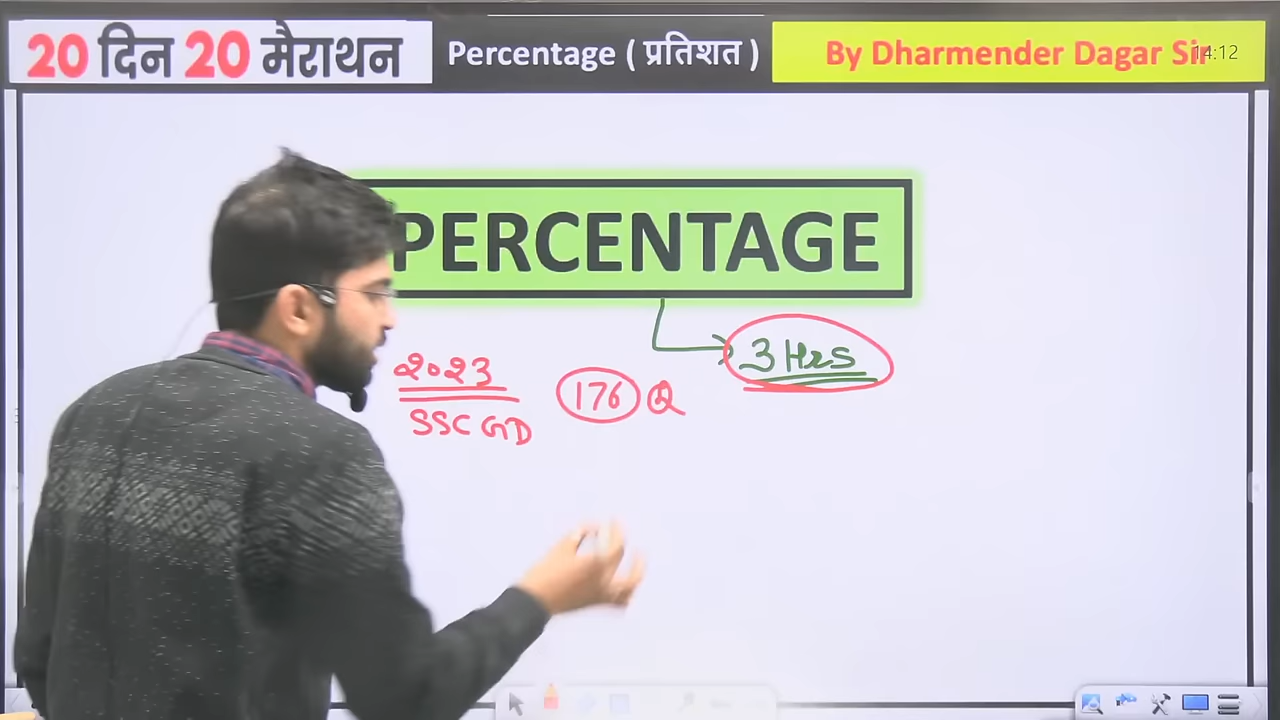 20 दिन 20 मैराथन
Percentage ( प्रतिशत )
By Dharmender Dagar Sir
14:12
PERCENTAGE
3 Hrs
2023
176 Q
SSC GD